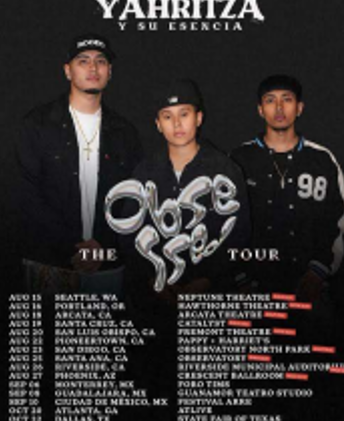 YAHRITZA
Y SU ESENCIA
RODEO
98
Obse
THE ssed TOUR
AUG 15 SEATTLE, WA NEPTUNE THEATRE
AUG 16 PORTLAND, OR HAWTHORNE THEATRE
AUG 18 ARCATA, CA ARCATA THEATRE
AUG 19 SANTA CRUZ, CA CATALYST
AUG 20 SAN LUIS OBISPO, CA FREMONT THEATRE
AUG 22 PIONEERTOWN, CA PAPPY + HARRIET'S
AUG 23 SAN DIEGO, CA OBSERVATORY NORTH PARK
AUG 25 SANTA ANA, CA OBSERVATORY
AUG 26 RIVERSIDE, CA RIVERSIDE MUNICIPAL AUDITORIUM
AUG 27 PHOENIX, AZ CRESCENT BALLROOM
SEP 06 MONTERREY, MX FORO TIMS
SEP 08 GUADALAJARA, MX GUANAMOR TEATRO STUDIO
SEP 10 CIUDAD DE MÉXICO, MX FESTIVAL ARRE
OCT 28 ATLANTA, GA ATLIVE
DALLAS, TX STATE FAIR OF TEXAS